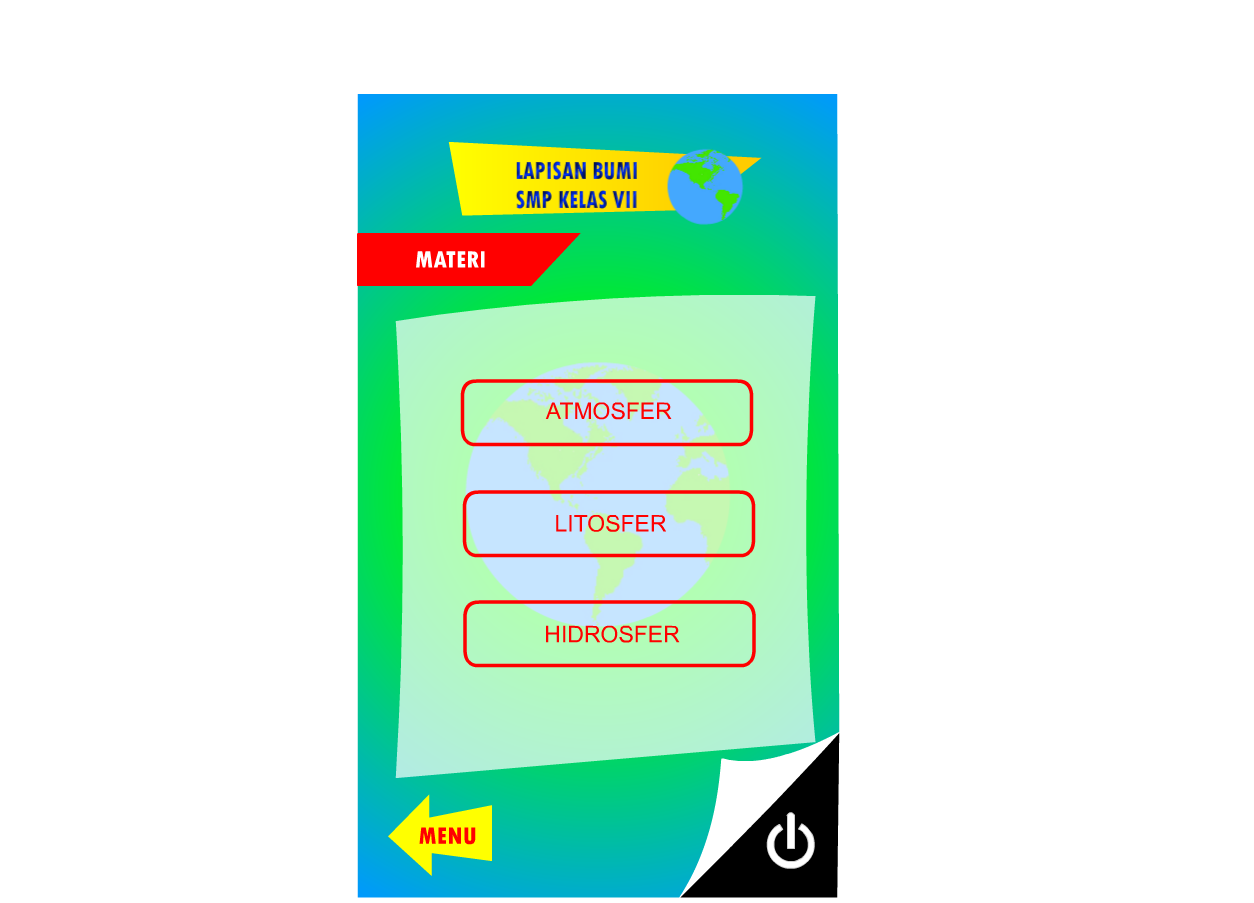 LAPISAN BUMI
SMP KELAS VII
MATERI
ATMOSFER
LITOSFER
HIDROSFER
MENU